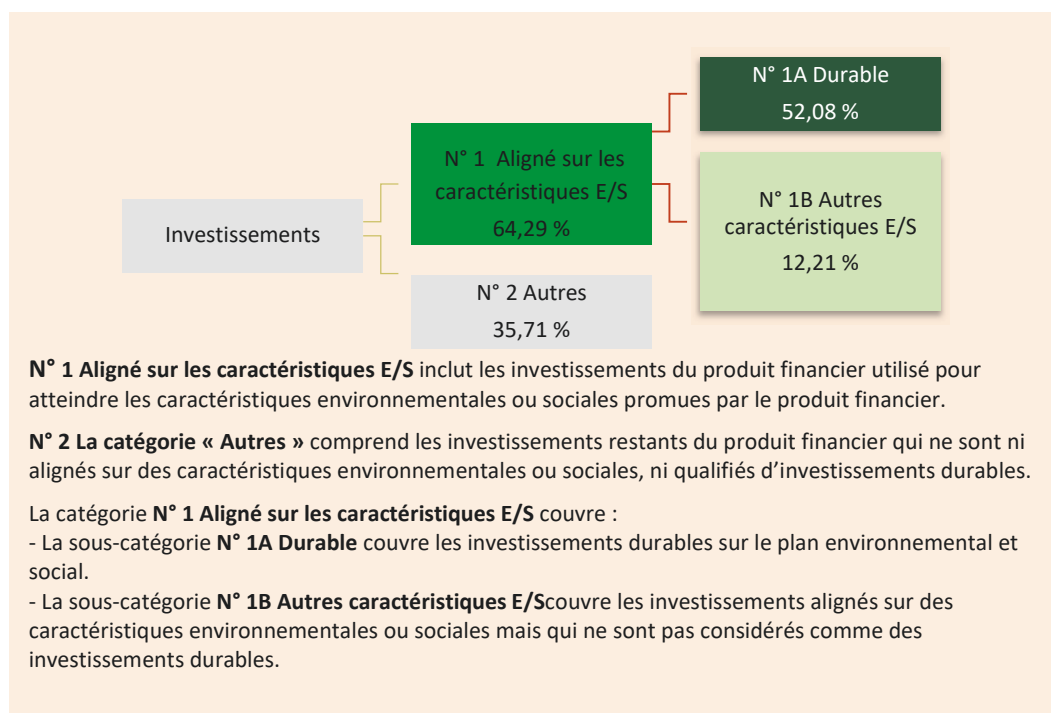 N° 1A Durable
52,08 %
N° 1 Aligné sur les
caractéristiques E/S
64,29 %
N° 1B Autres
caractéristiques E/S
12,21 %
Investissements
N° 2 Autres
35,71 %
N° 1 Aligné sur les caractéristiques E/S inclut les investissements du produit financier utilisé pour
atteindre les caractéristiques environnementales ou sociales promues par le produit financier.
N° 2 La catégorie « Autres » comprend les investissements restants du produit financier qui ne sont ni
alignés sur des caractéristiques environnementales ou sociales, ni qualifiés d’investissements durables.
La catégorie N° 1 Aligné sur les caractéristiques E/S couvre :
- La sous-catégorie N° 1A Durable couvre les investissements durables sur le plan environnemental et
social.
- La sous-catégorie N° 1B Autres caractéristiques E/Scouvre les investissements alignés sur des
caractéristiques environnementales ou sociales mais qui ne sont pas considérés comme des
investissements durables.